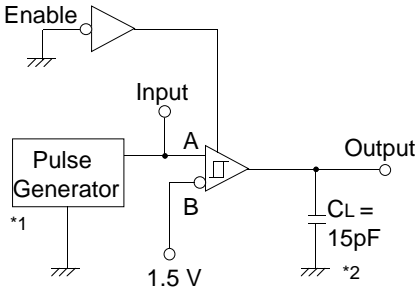 Enable
Input
A
Pulse
Generator
*1
B
1.5 V
Output
CL =
15pF
*2